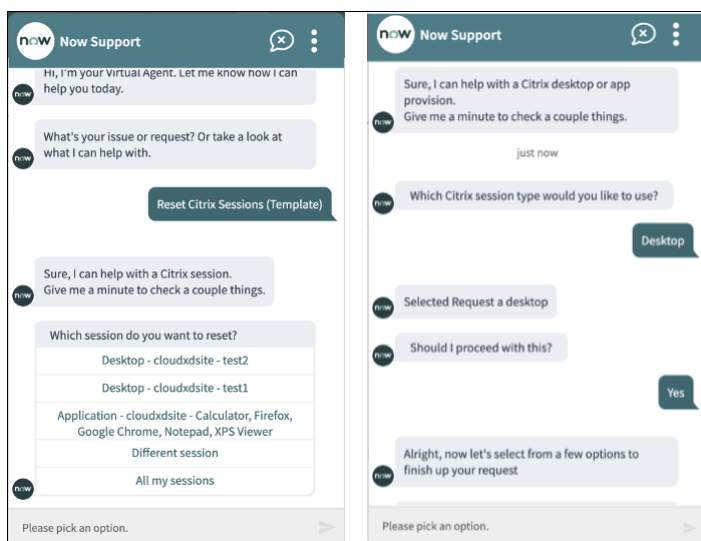 now Now Support
Hi, I'm your Virtual Agent. Let me know how I can
help you today.
now
What's your issue or request? Or take a look at
what I can help with.
now
Reset Citrix Sessions (Template)
Sure, I can help with a Citrix session.
Give me a minute to check a couple things.
now
Which session do you want to reset?
Desktop - cloudxdsite - test2
Desktop - cloudxdsite - test1
Application - cloudxdsite - Calculator, Firefox,
Google Chrome, Notepad, XPS Viewer
Different session
All my sessions
now
Please pick an option.
now Now Support
Sure, I can help with a Citrix desktop or app
provision.
Give me a minute to check a couple things.
now
just now
Which Citrix session type would you like to use?
now
Desktop
Selected Request a desktop
now
Should I proceed with this?
now
Yes
Alright, now let's select from a few options to
finish up your request
now
Please pick an option.